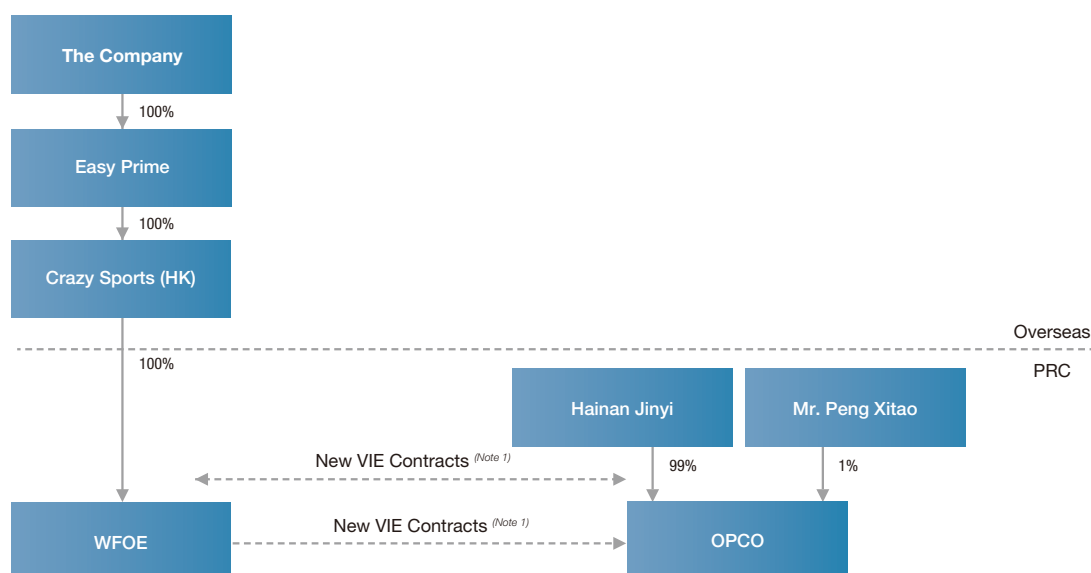 The Company
100%
Easy Prime
100%
Crazy Sports (HK)
Overseas
100%
PRC
Hainan Jinyi
Mr. Peng Xitao
New VIE Contracts (Note 1)
99%
1%
WFOE
New VIE Contracts (Note 1)
OPCO